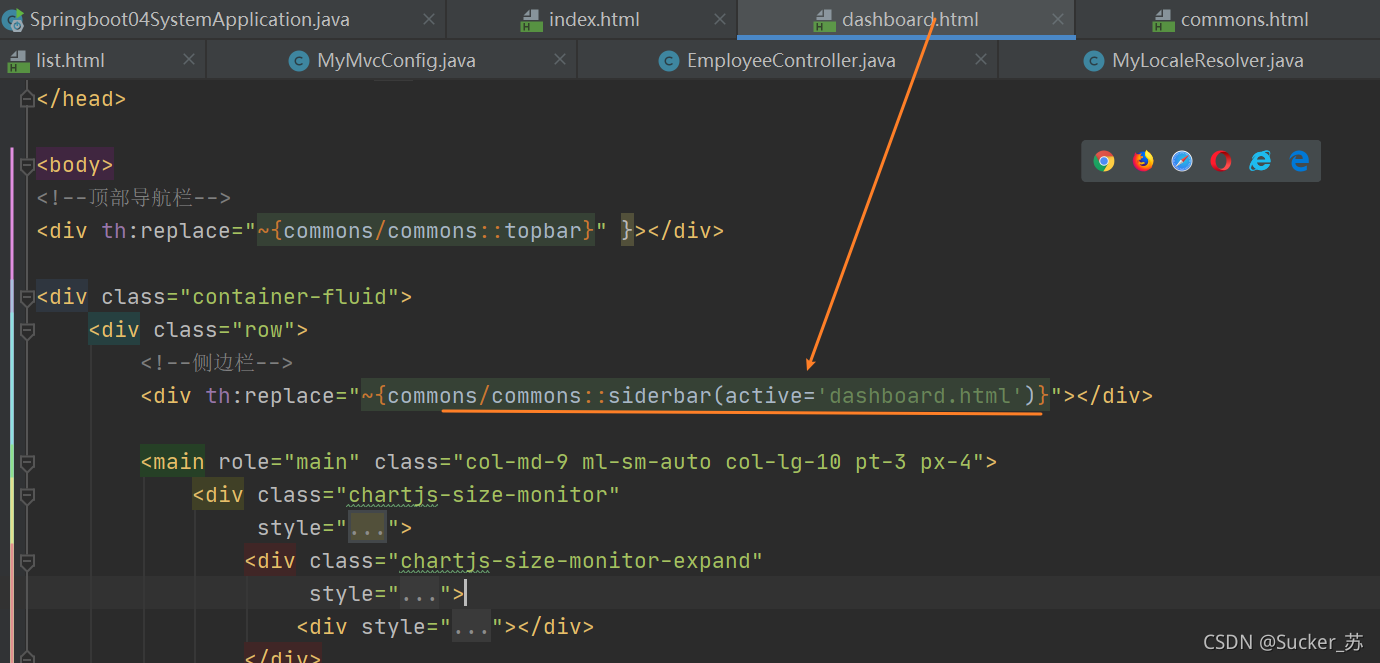 Springboot04SystemApplication.java index.html dashboard.html commons.html
list.html MyMvcConfig.java EmployeeController.java MyLocaleResolver.java
</head>
<body>
<!--顶部导航栏-->
<div th:replace="~{commons/commons::topbar}" }></div>
<div class="container-fluid">
<div class="row">
<!--侧边栏-->
<div th:replace="~{commons/commons::siderbar(active='dashboard.html')}"></div>
<main role="main" class="col-md-9 ml-sm-auto col-lg-10 pt-3 px-4">
<div class="chartjs-size-monitor"
style="...">
<div class="chartjs-size-monitor-expand"
style="...">
<div style="..."></div>
</div>
CSDN @Sucker_苏